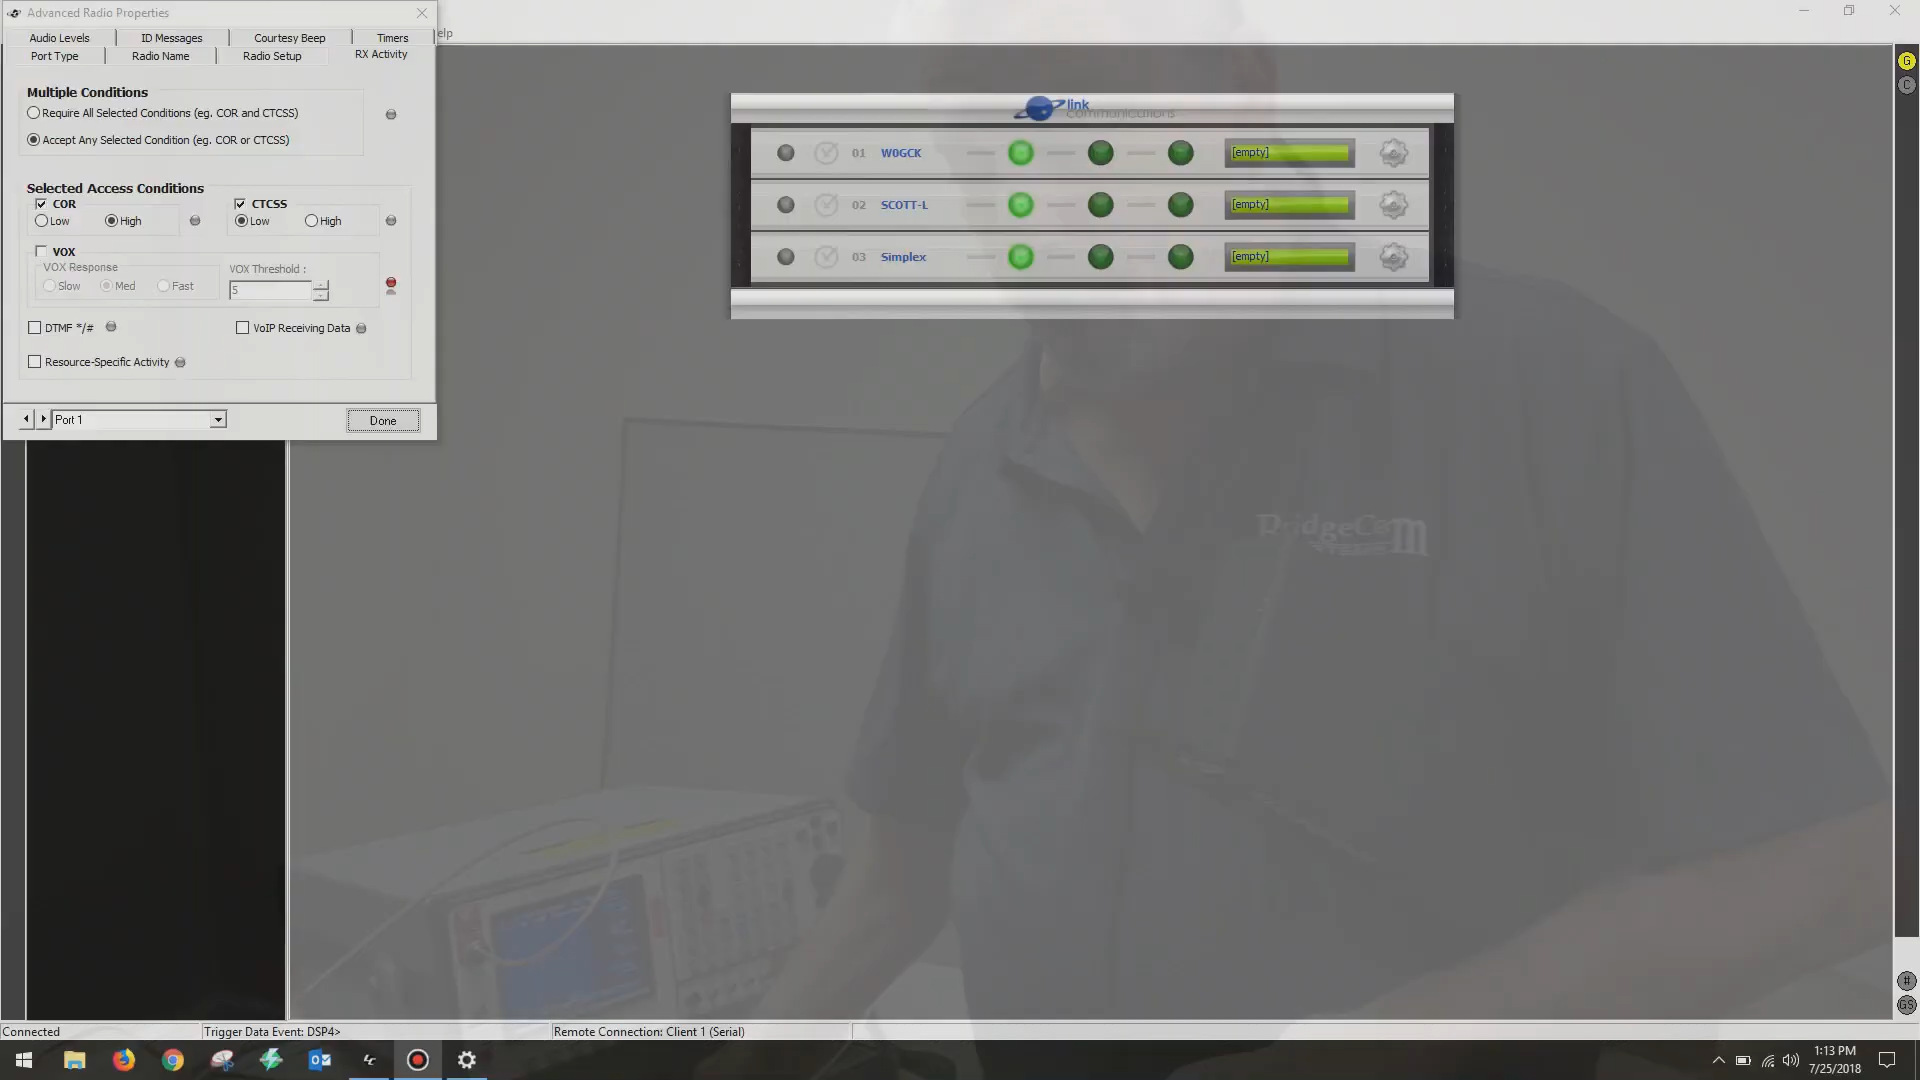 Advanced Radio Properties
elp
Audio Levels
ID Messages
Courtesy Beep
Timers
Port Type
Radio Name
Radio Setup
RX Activity
Multiple Conditions
Require All Selected Conditions (eg. COR and CTCSS)
Accept Any Selected Condition (eg. COR or CTCSS)
Selected Access Conditions
COR
Low
High
CTCSS
Low
High
VOX
VOX Response
Slow
Med
Fast
VOX Threshold :
5
DTMF */#
VoIP Receiving Data
Resource-Specific Activity
Port 1
Done
link
communications
01 W0GCK [empty]
02 SCOTT-L [empty]
03 Simplex [empty]
G
C
BridgeCom
#
GS
Connected
Trigger Data Event: DSP4>
Remote Connection: Client 1 (Serial)
1:13 PM
7/25/2018